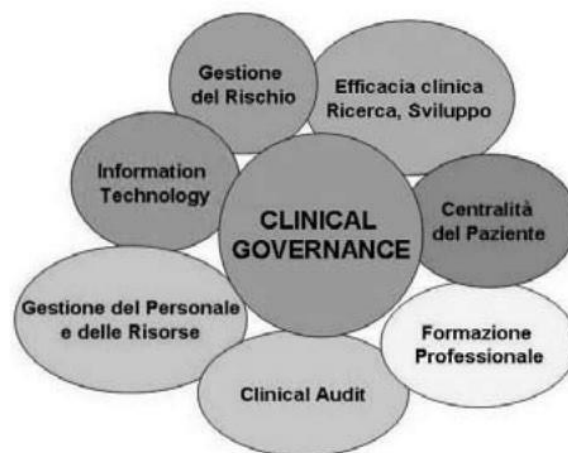 Gestione
del Rischio
Efficacia clinica
Ricerca, Sviluppo
Information
Technology
CLINICAL
GOVERNANCE
Centralità
del Paziente
Gestione del Personale
e delle Risorse
Formazione
Professionale
Clinical Audit